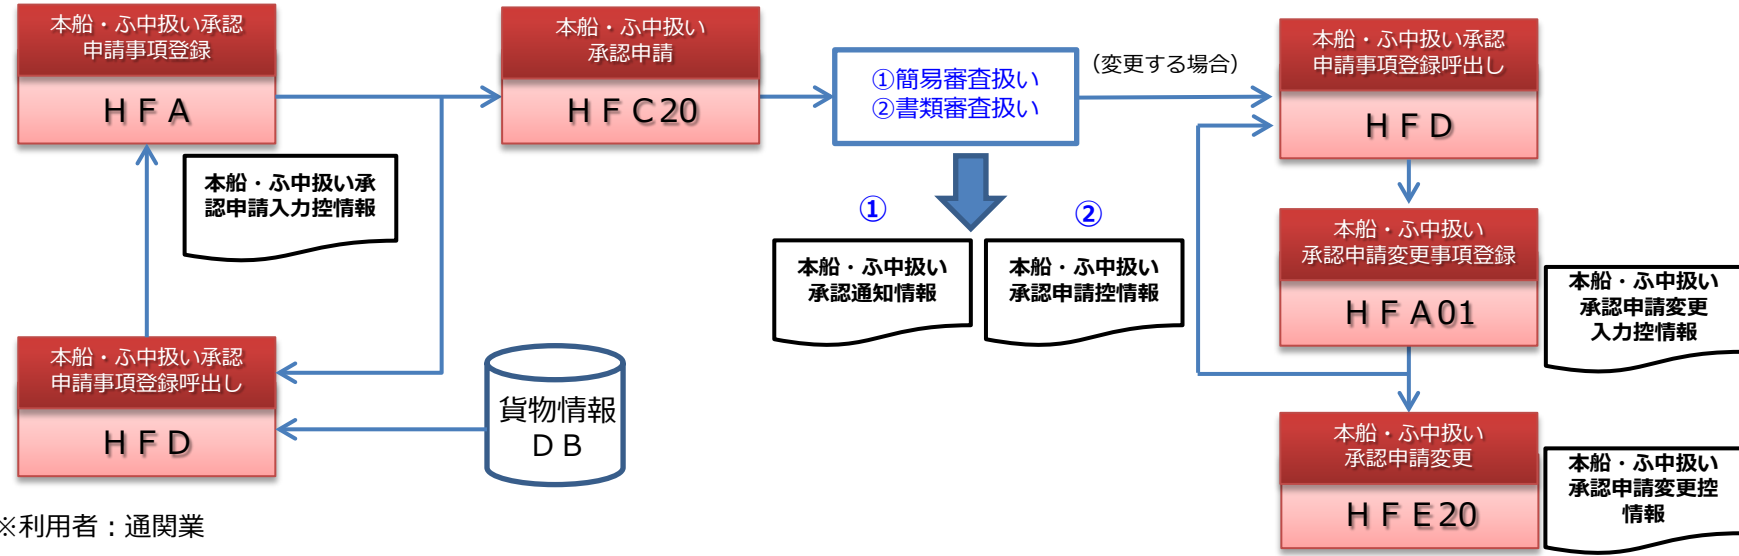 本船・ふ中扱い承認
申請事項登録
ＨＦＡ
本船・ふ中扱い承
認申請入力控情報
本船・ふ中扱い承認
申請事項登録呼出し
ＨＦＤ
貨物情報
ＤＢ
本船・ふ中扱い
承認申請
ＨＦＣ20
①簡易審査扱い
②書類審査扱い
（変更する場合）
①
②
本船・ふ中扱い
承認通知情報
本船・ふ中扱い
承認申請控情報
本船・ふ中扱い承認
申請事項登録呼出し
ＨＦＤ
本船・ふ中扱い
承認申請変更事項登録
ＨＦＡ01
本船・ふ中扱い
承認申請変更
入力控情報
本船・ふ中扱い
承認申請変更
ＨＦＥ20
本船・ふ中扱い
承認申請変更控
情報
※利用者：通関業